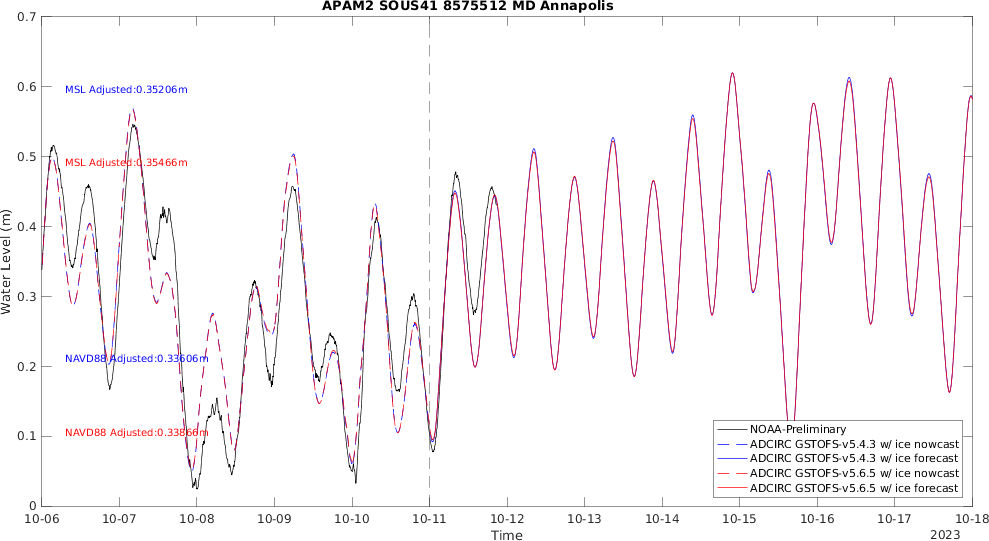 APAM2 SOUS41 8575512 MD Annapolis
0.7
0.6
0.5
0.4
0.3
0.2
0.1
0
Water Level (m)
MSL Adjusted:0.35206m
MSL Adjusted:0.35466m
NAVD88 Adjusted:0.33606m
NAVD88 Adjusted:0.33866m
NOAA-Preliminary
ADCIRC GSTOFS-v5.4.3 w/ ice nowcast
ADCIRC GSTOFS-v5.4.3 w/ ice forecast
ADCIRC GSTOFS-v5.6.5 w/ ice nowcast
ADCIRC GSTOFS-v5.6.5 w/ ice forecast
10-06 10-07 10-08 10-09 10-10 10-11 10-12 10-13 10-14 10-15 10-16 10-17 10-18
Time
2023